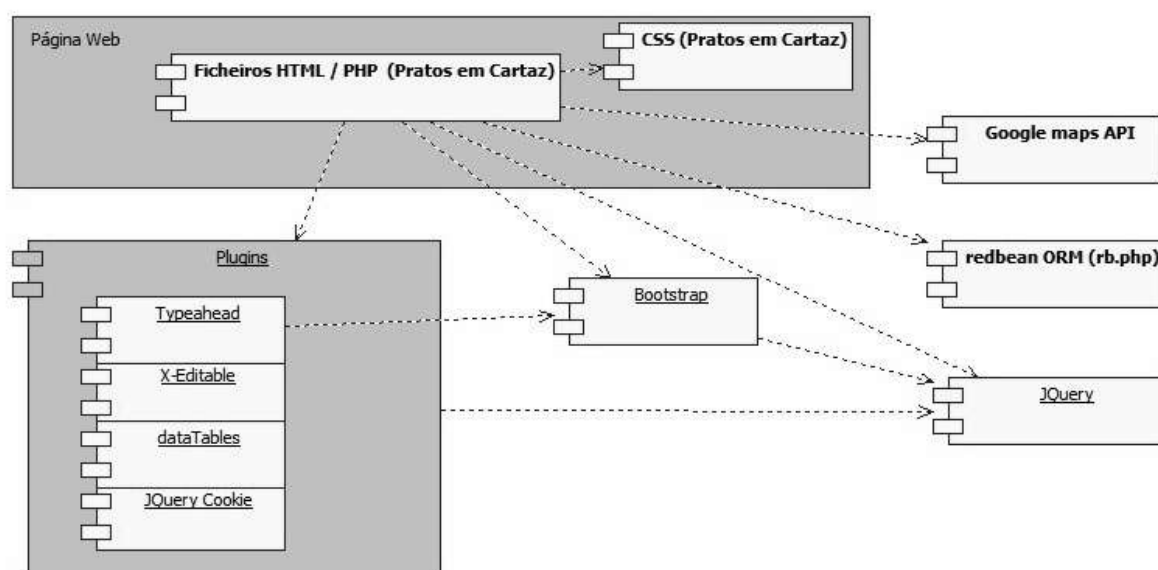 Página Web
CSS (Pratos em Cartaz)
Ficheiros HTML / PHP (Pratos em Cartaz)
Google maps API
Plugins
redbean ORM (rb.php)
Bootstrap
Typeahead
X-Editable
JQuery
dataTables
JQuery Cookie